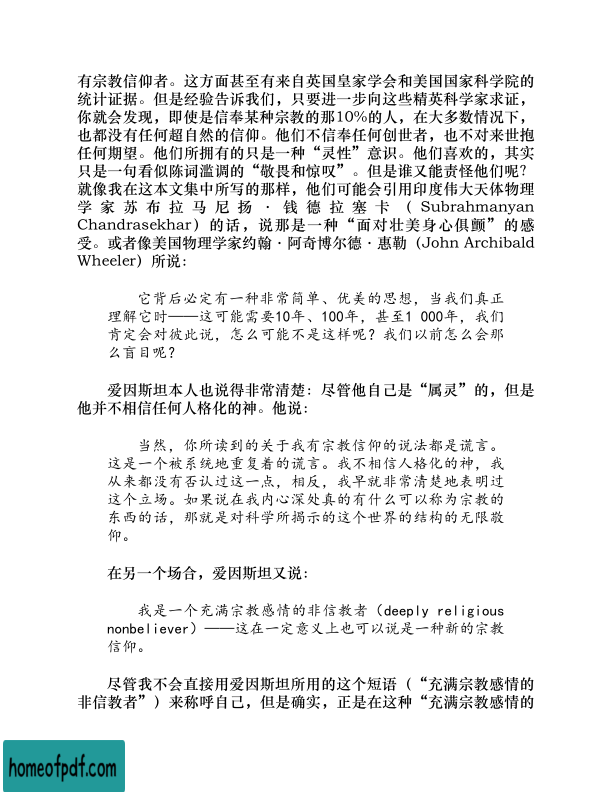 有宗教信仰者。这方面甚至有来自英国皇家学会和美国国家科学院的
统计证据。但是经验告诉我们，只要进一步向这些精英科学家求证，
你就会发现，即使是信奉某种宗教的那10%的人，在大多数情况下，
也都没有任何超自然的信仰。他们不信奉任何创世者，也不对来世抱
任何期望。他们所拥有的只是一种“灵性”意识。他们喜欢的，其实
只是一句看似陈词滥调的“敬畏和惊叹”。但是谁又能责怪他们呢？
就像我在这本文集中所写的那样，他们可能会引用印度伟大天体物理
学家苏布拉马尼扬·钱德拉塞卡（Subrahmanyan
Chandrasekhar）的话，说那是一种“面对壮美身心俱颤”的感
受。或者像美国物理学家约翰·阿奇博尔德·惠勒（John Archibald
Wheeler）所说：
它背后必定有一种非常简单、优美的思想，当我们真正
理解它时——这可能需要10年、100年，甚至1 000年，我们
肯定会对彼此说，怎么可能不是这样呢？我们以前怎么会那
么盲目呢？
爱因斯坦本人也说得非常清楚：尽管他自己是“属灵”的，但是
他并不相信任何人格化的神。他说：
当然，你所读到的关于我有宗教信仰的说法都是谎言。
这是一个被系统地重复着的谎言。我不相信人格化的神，我
从来都没有否认过这一点，相反，我早就非常清楚地表明过
这个立场。如果说在我内心深处真的有什么可以称为宗教的
东西的话，那就是对科学所揭示的这个世界的结构的无限敬
仰。
在另一个场合，爱因斯坦又说：
我是一个充满宗教感情的非信教者（deeply religious
nonbeliever）——这在一定意义上也可以说是一种新的宗教
信仰。
尽管我不会直接用爱因斯坦所用的这个短语（“充满宗教感情的
非信教者”）来称呼自己，但是确实，正是在这种“充满宗教感情的
homeofpdf.com